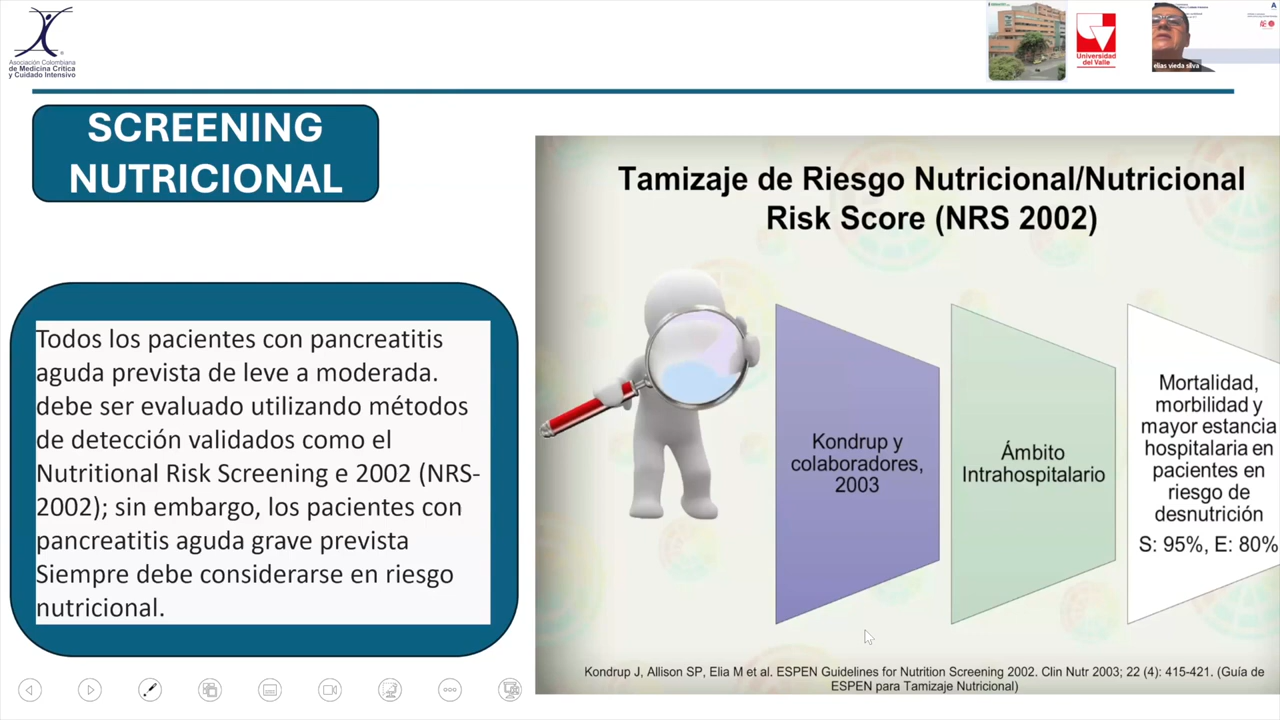 Asociación Colombiana
de Medicina Crítica
y Cuidado Intensivo
Universidad
del Valle
elias vieda silva
SCREENING
NUTRICIONAL
Todos los pacientes con pancreatitis
aguda prevista de leve a moderada.
debe ser evaluado utilizando métodos
de detección validados como el
Nutritional Risk Screening e 2002 (NRS-
2002); sin embargo, los pacientes con
pancreatitis aguda grave prevista
Siempre debe considerarse en riesgo
nutricional.
Tamizaje de Riesgo Nutricional/Nutricional
Risk Score (NRS 2002)
Kondrup y
colaboradores,
2003
Ámbito
Intrahospitalario
Mortalidad,
morbilidad y
mayor estancia
hospitalaria en
pacientes en
riesgo de
desnutrición
S: 95%, E: 80%
Kondrup J, Allison SP, Elia M et al. ESPEN Guidelines for Nutrition Screening 2002. Clin Nutr 2003; 22 (4): 415-421. (Guía de
ESPEN para Tamizaje Nutricional)